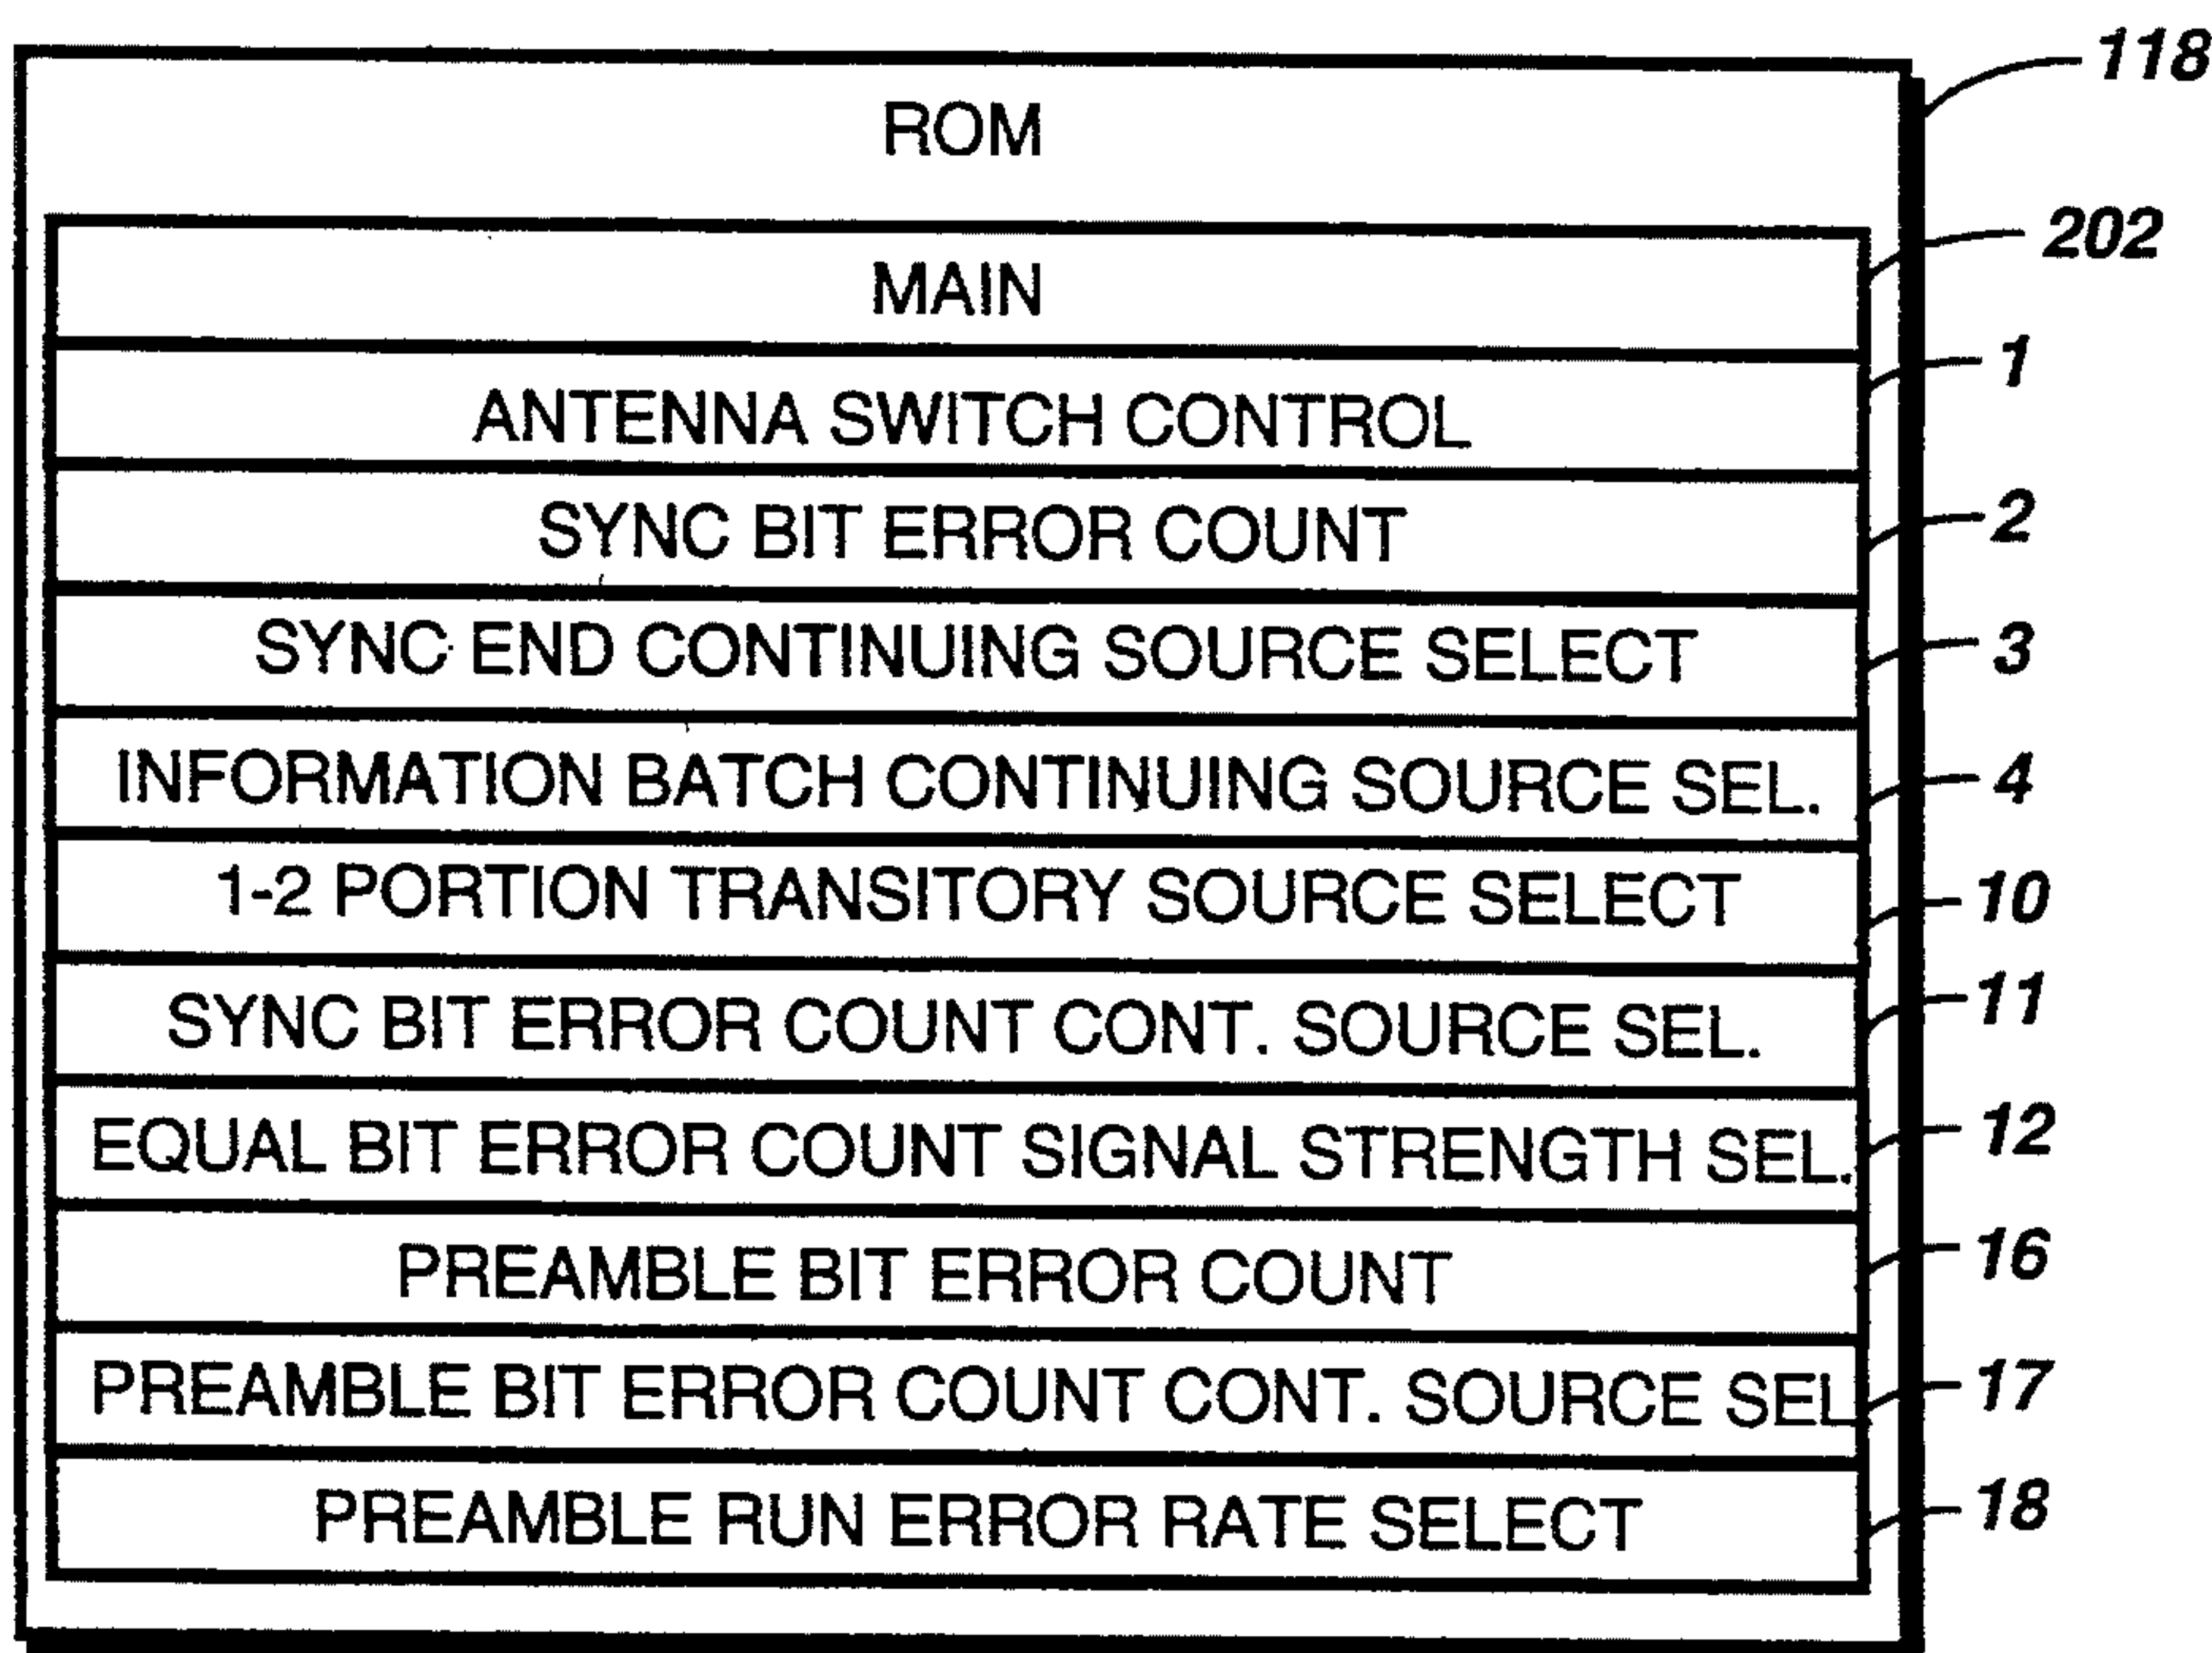 118
ROM
202
MAIN
1
ANTENNA SWITCH CONTROL
2
SYNC BIT ERROR COUNT
3
SYNC END CONTINUING SOURCE SELECT
4
INFORMATION BATCH CONTINUING SOURCE SEL.
10
1-2 PORTION TRANSITORY SOURCE SELECT
11
SYNC BIT ERROR COUNT CONT. SOURCE SEL.
12
EQUAL BIT ERROR COUNT SIGNAL STRENGTH SEL.
16
PREAMBLE BIT ERROR COUNT
17
PREAMBLE BIT ERROR COUNT CONT. SOURCE SEL
18
PREAMBLE RUN ERROR RATE SELECT